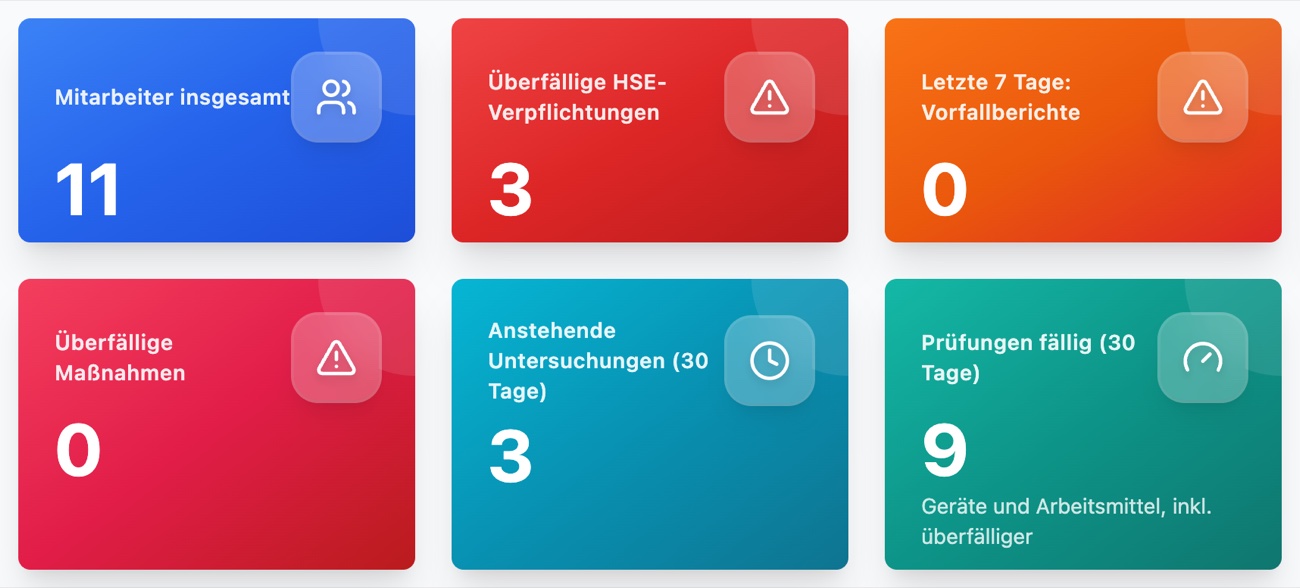 Mitarbeiter insgesamt
11
Überfällige HSE-
Verpflichtungen
3
Letzte 7 Tage:
Vorfallberichte
0
Überfällige
Maßnahmen
0
Anstehende
Untersuchungen (30
Tage)
3
Prüfungen fällig (30
Tage)
9
Geräte und Arbeitsmittel, inkl.
überfälliger